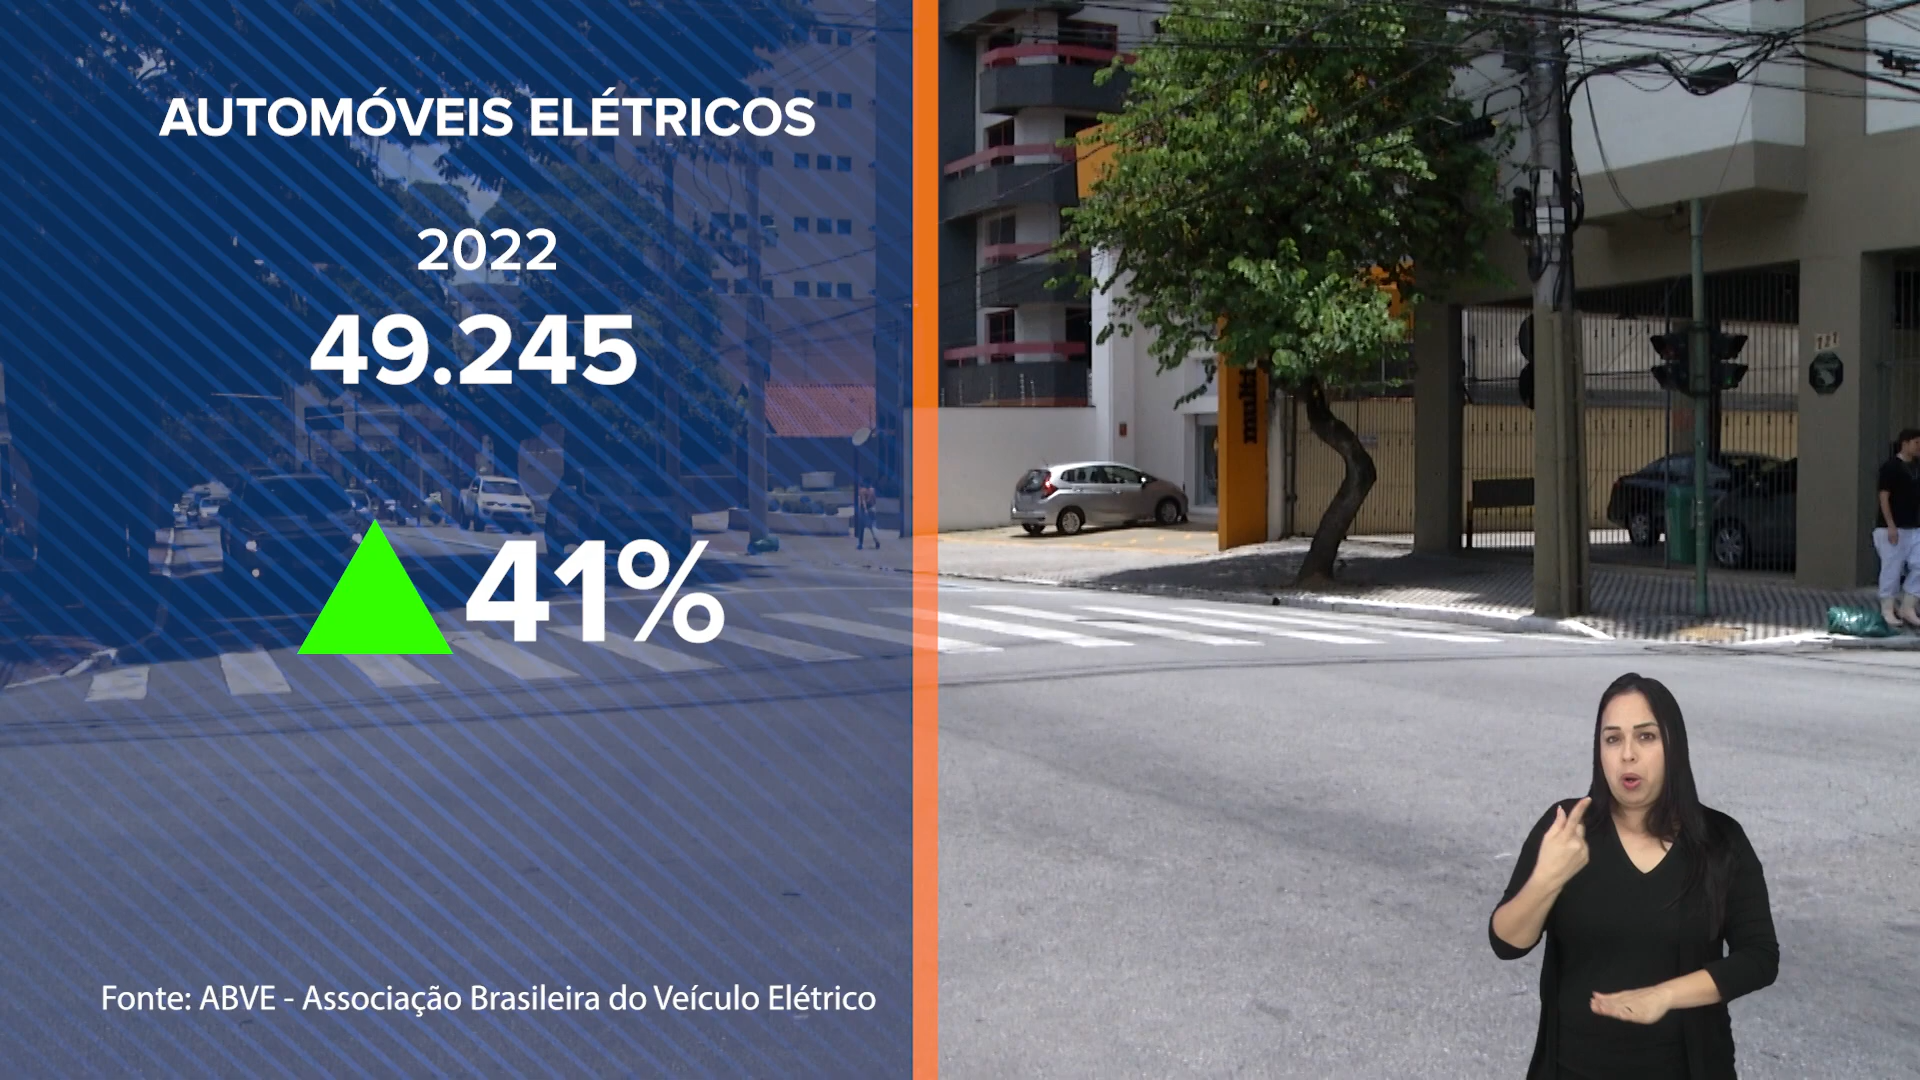 AUTOMÓVEIS ELÉTRICOS
2022
49.245
41%
Fonte: ABVE - Associação Brasileira do Veículo Elétrico